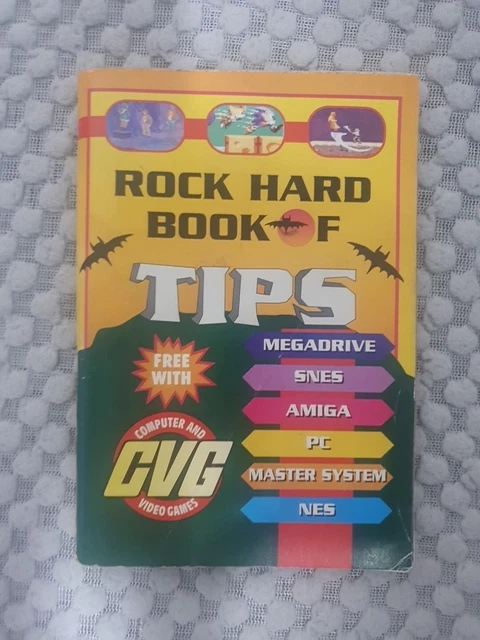 ROCK HARD
BOOK OF
TIPS
FREE
WITH
COMPUTER AND
CVG
VIDEO GAMES
MEGADRIVE
SNES
AMIGA
PC
MASTER SYSTEM
NES